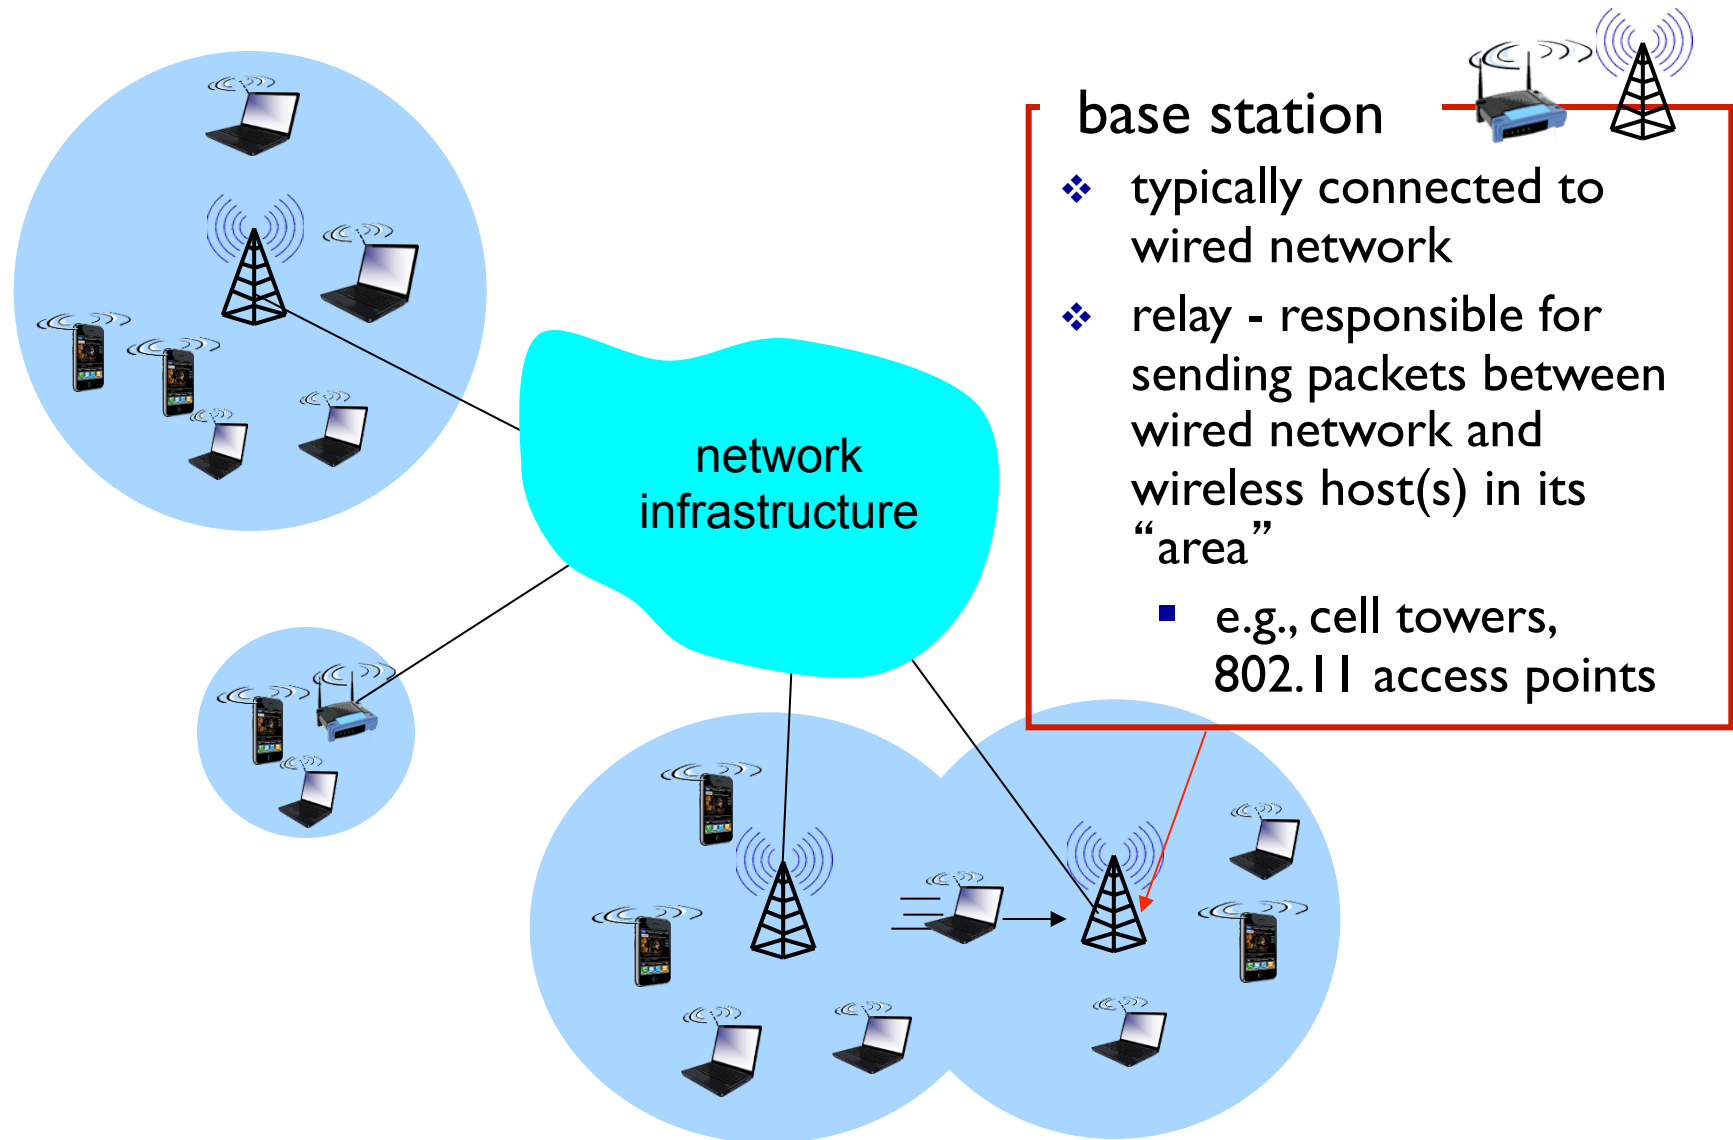 base station
❖ typically connected to
wired network
❖ relay - responsible for
sending packets between
wired network and
wireless host(s) in its
“area”
▪ e.g., cell towers,
802.11 access points
network
infrastructure